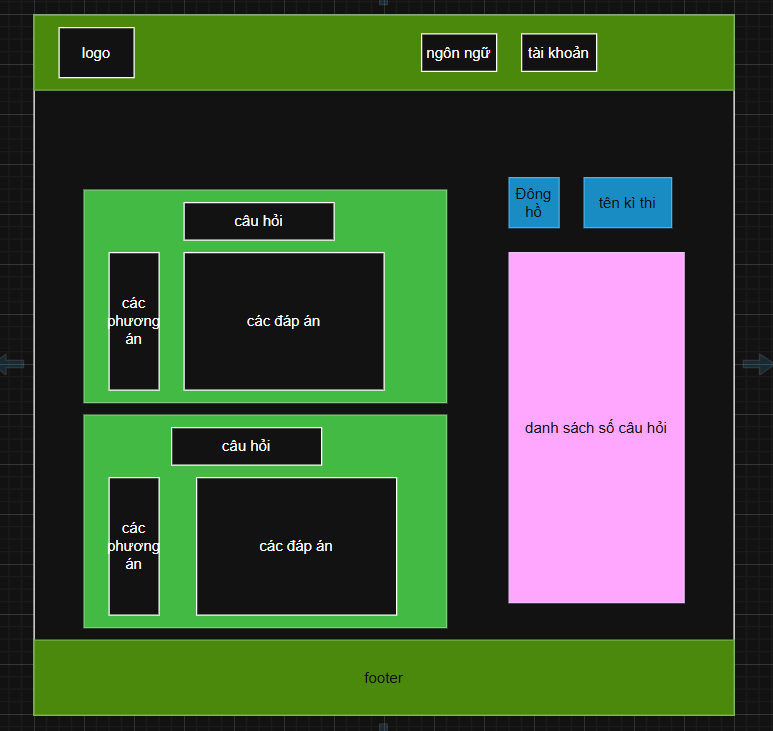 logo
ngôn ngữ
tài khoản
câu hỏi
các
phương
án
các đáp án
câu hỏi
các
phương
án
các đáp án
Đông
hồ
tên kì thi
danh sách số câu hỏi
footer